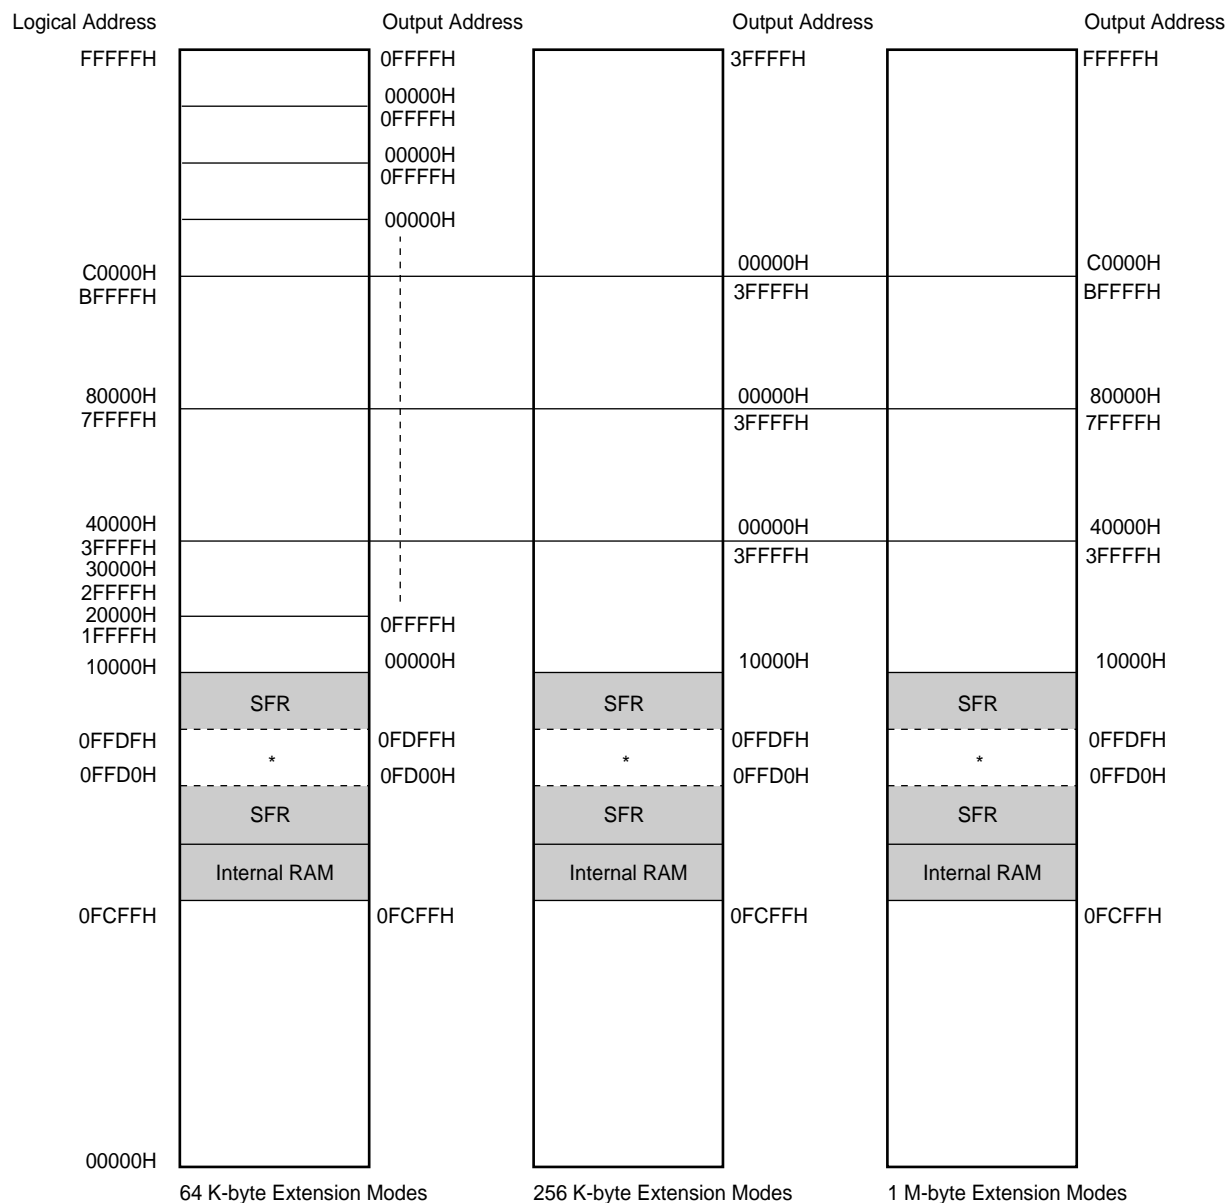 Logical Address Output Address Output Address Output Address
FFFFFH 0FFFFH 3FFFFH FFFFFH
00000H
0FFFFH
00000H
0FFFFH
00000H
C0000H 00000H C0000H
BFFFFH 3FFFFH BFFFFH
80000H 00000H 80000H
7FFFFH 3FFFFH 7FFFFH
40000H 00000H 40000H
3FFFFH 3FFFFH 3FFFFH
30000H
2FFFFH
20000H
1FFFFH 0FFFFH
10000H 00000H 10000H 10000H
SFR SFR SFR
0FFDFH 0FDFFH 0FFDFH 0FFDFH
* * *
0FFD0H 0FD00H 0FFD0H 0FFD0H
SFR SFR SFR
Internal RAM Internal RAM Internal RAM
0FCFFH 0FCFFH 0FCFFH 0FCFFH
00000H
64 K-byte Extension Modes 256 K-byte Extension Modes 1 M-byte Extension Modes